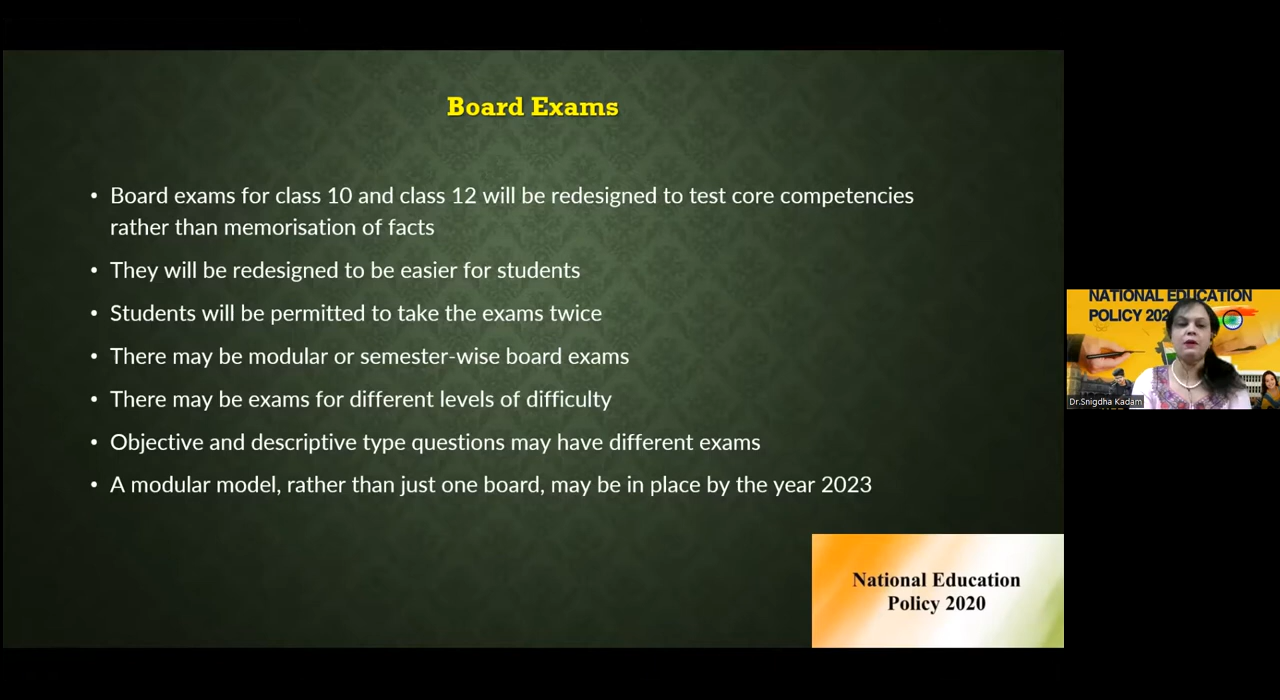 Board Exams
• Board exams for class 10 and class 12 will be redesigned to test core competencies
rather than memorisation of facts
• They will be redesigned to be easier for students
• Students will be permitted to take the exams twice
• There may be modular or semester-wise board exams
• There may be exams for different levels of difficulty
• Objective and descriptive type questions may have different exams
• A modular model, rather than just one board, may be in place by the year 2023
National Education
Policy 2020
NATIONAL EDUCATION
POLICY 202
Dr.Snigdha Kadam